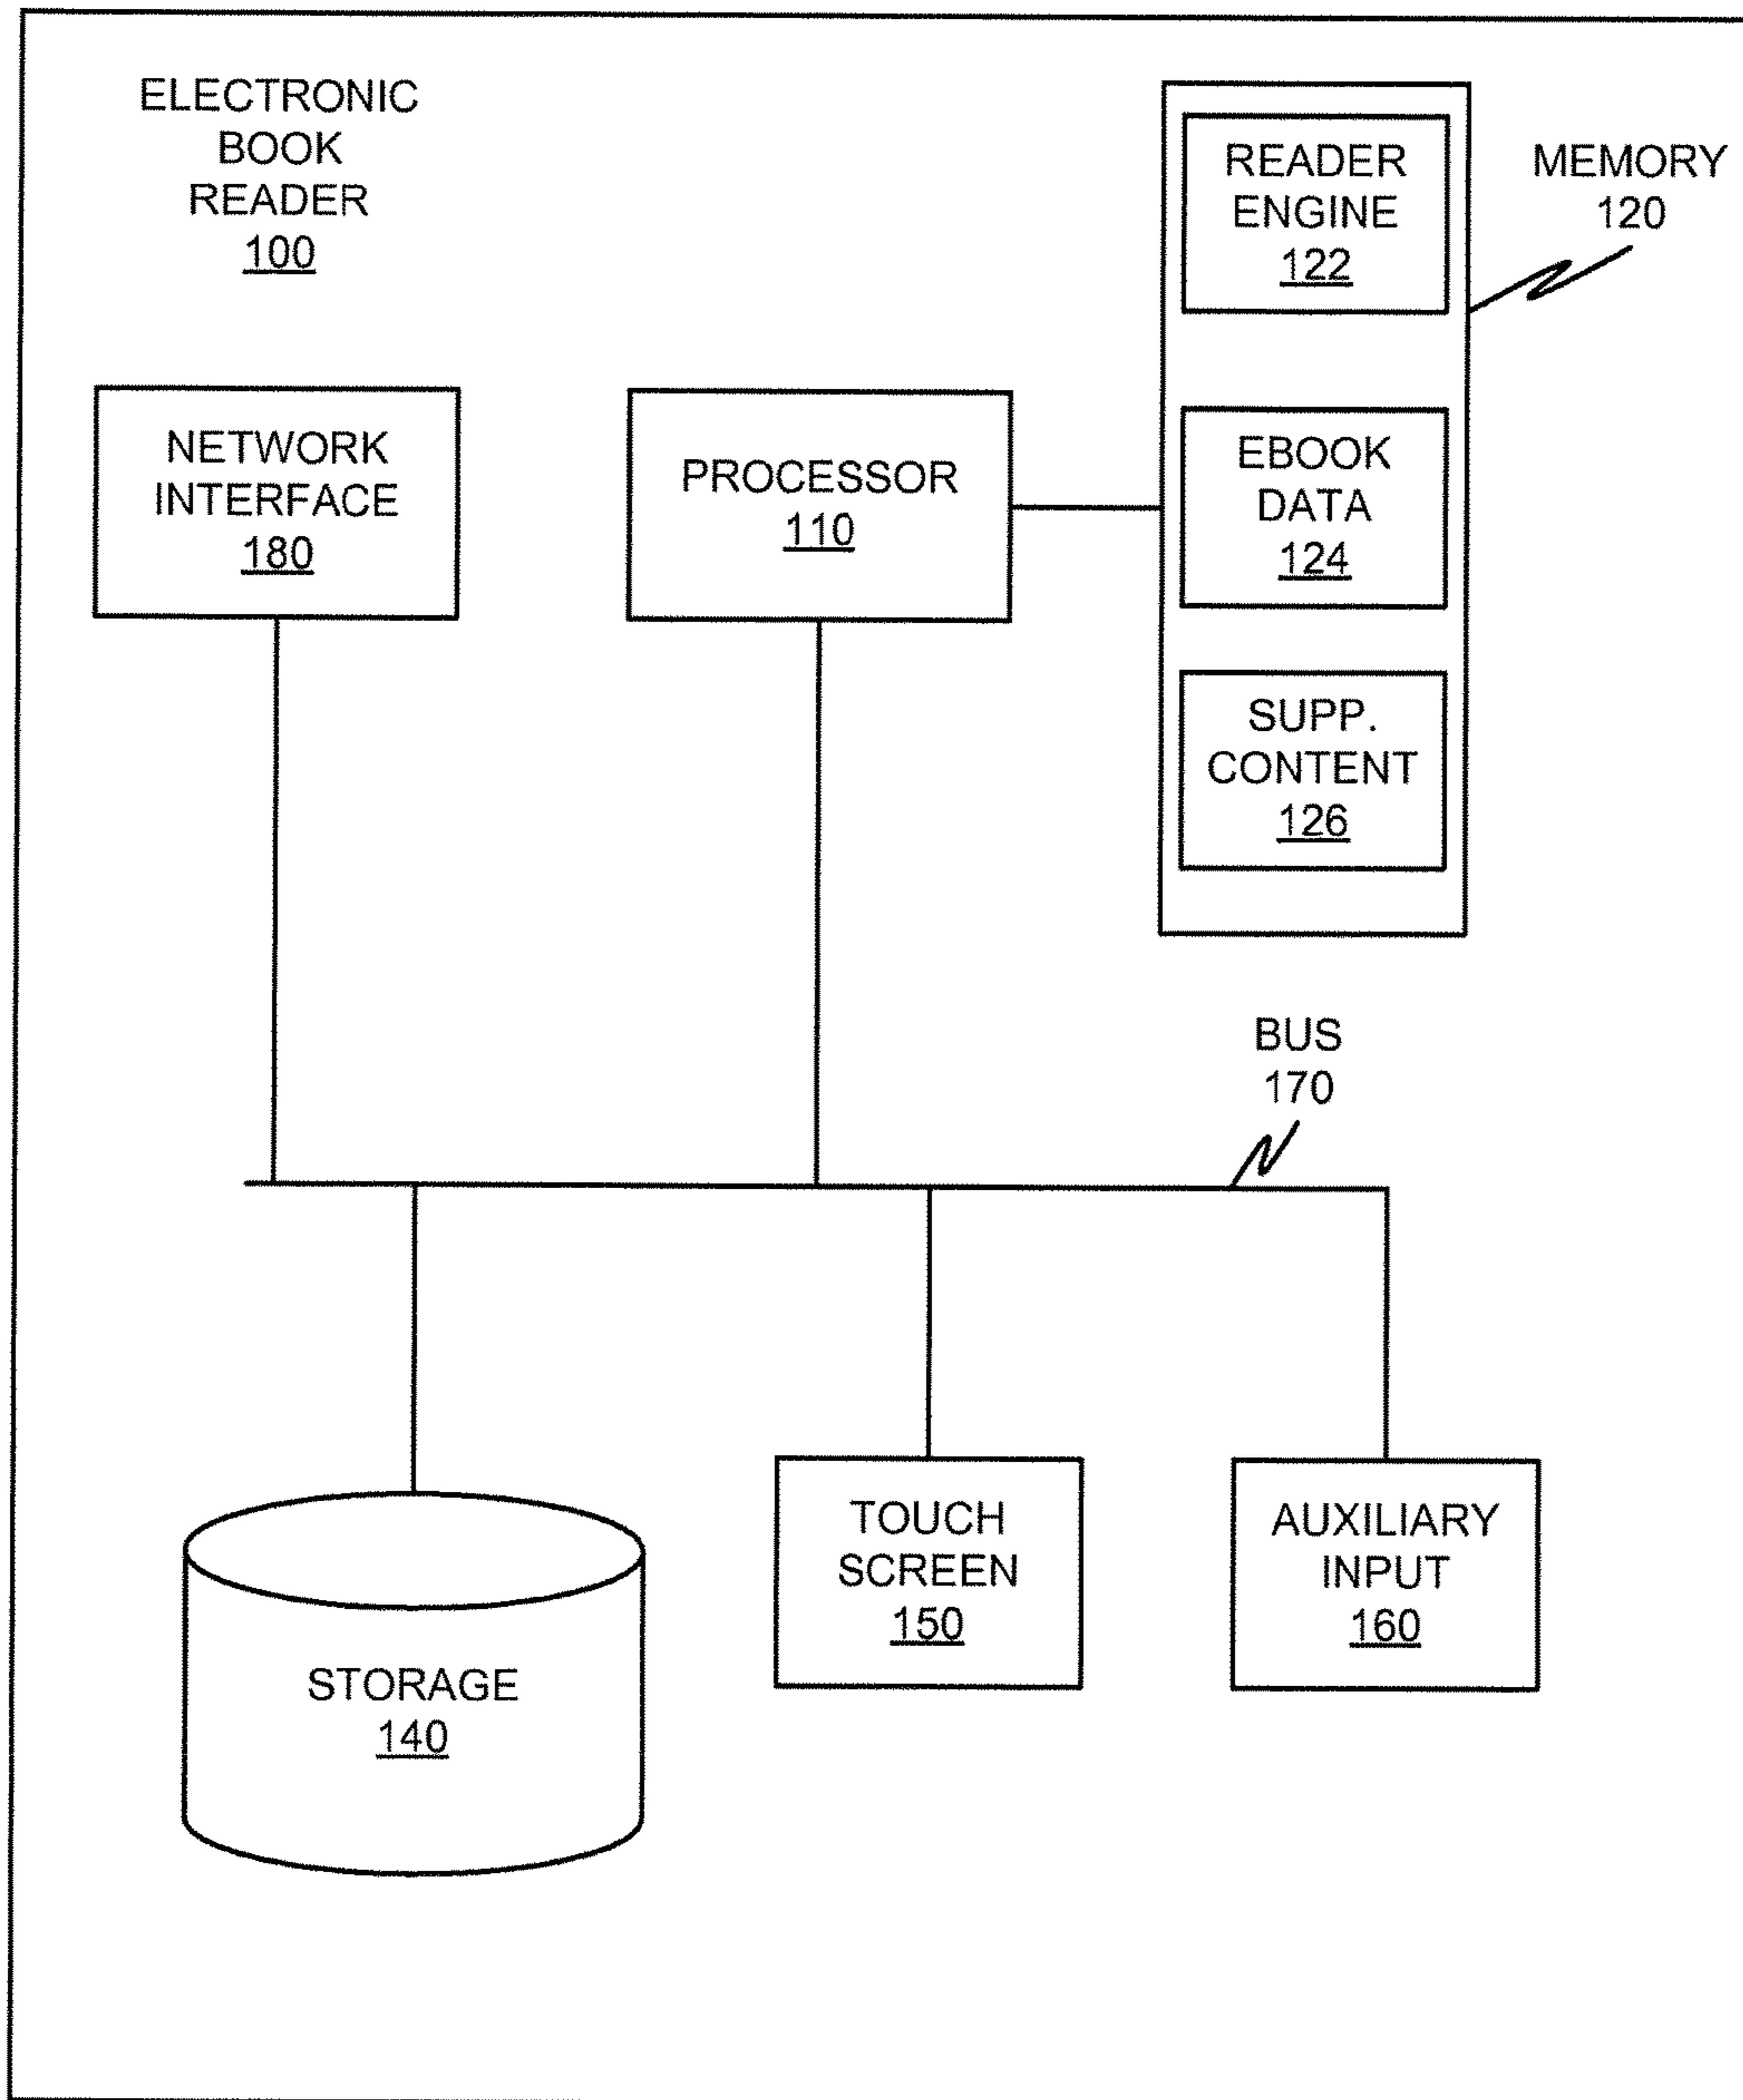 ELECTRONIC
BOOK
READER
100
READER
ENGINE
122
MEMORY
120
NETWORK
INTERFACE
180
PROCESSOR
110
EBOOK
DATA
124
SUPP.
CONTENT
126
BUS
170
STORAGE
140
TOUCH
SCREEN
150
AUXILIARY
INPUT
160